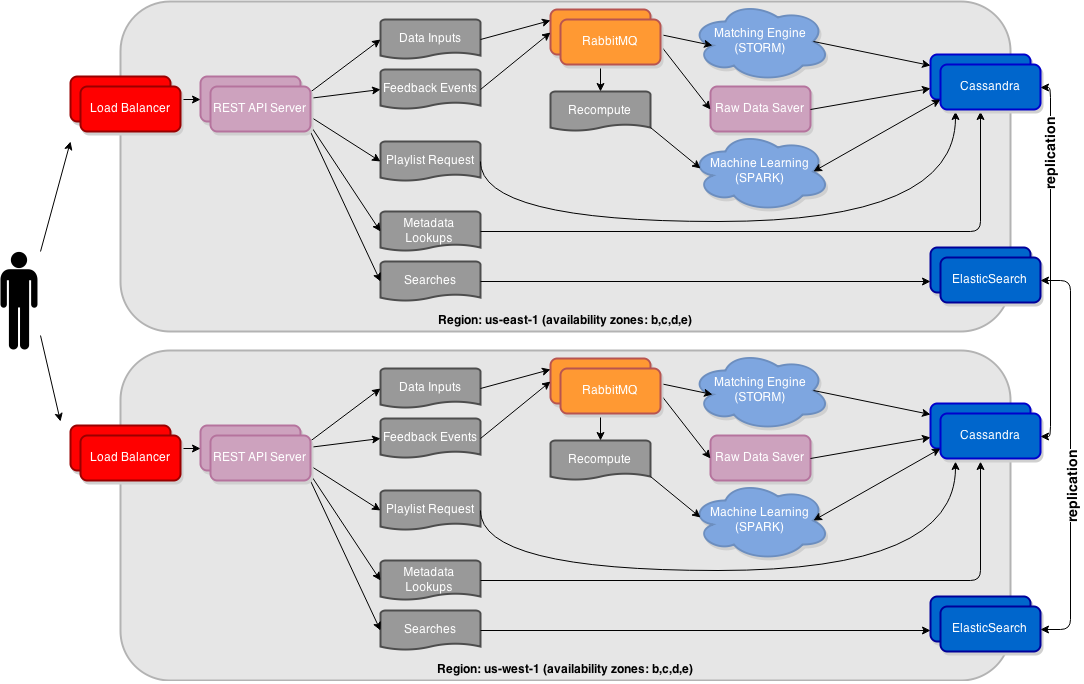 Data Inputs
RabbitMQ
Matching Engine
(STORM)
Feedback Events
Cassandra
Load Balancer
REST API Server
Recompute
Raw Data Saver
replication
Playlist Request
Machine Learning
(SPARK)
Metadata
Lookups
Searches
ElasticSearch
Region: us-east-1 (availability zones: b,c,d,e)
Data Inputs
RabbitMQ
Matching Engine
(STORM)
Feedback Events
Cassandra
Load Balancer
REST API Server
Recompute
Raw Data Saver
replication
Playlist Request
Machine Learning
(SPARK)
Metadata
Lookups
Searches
ElasticSearch
Region: us-west-1 (availability zones: b,c,d,e)